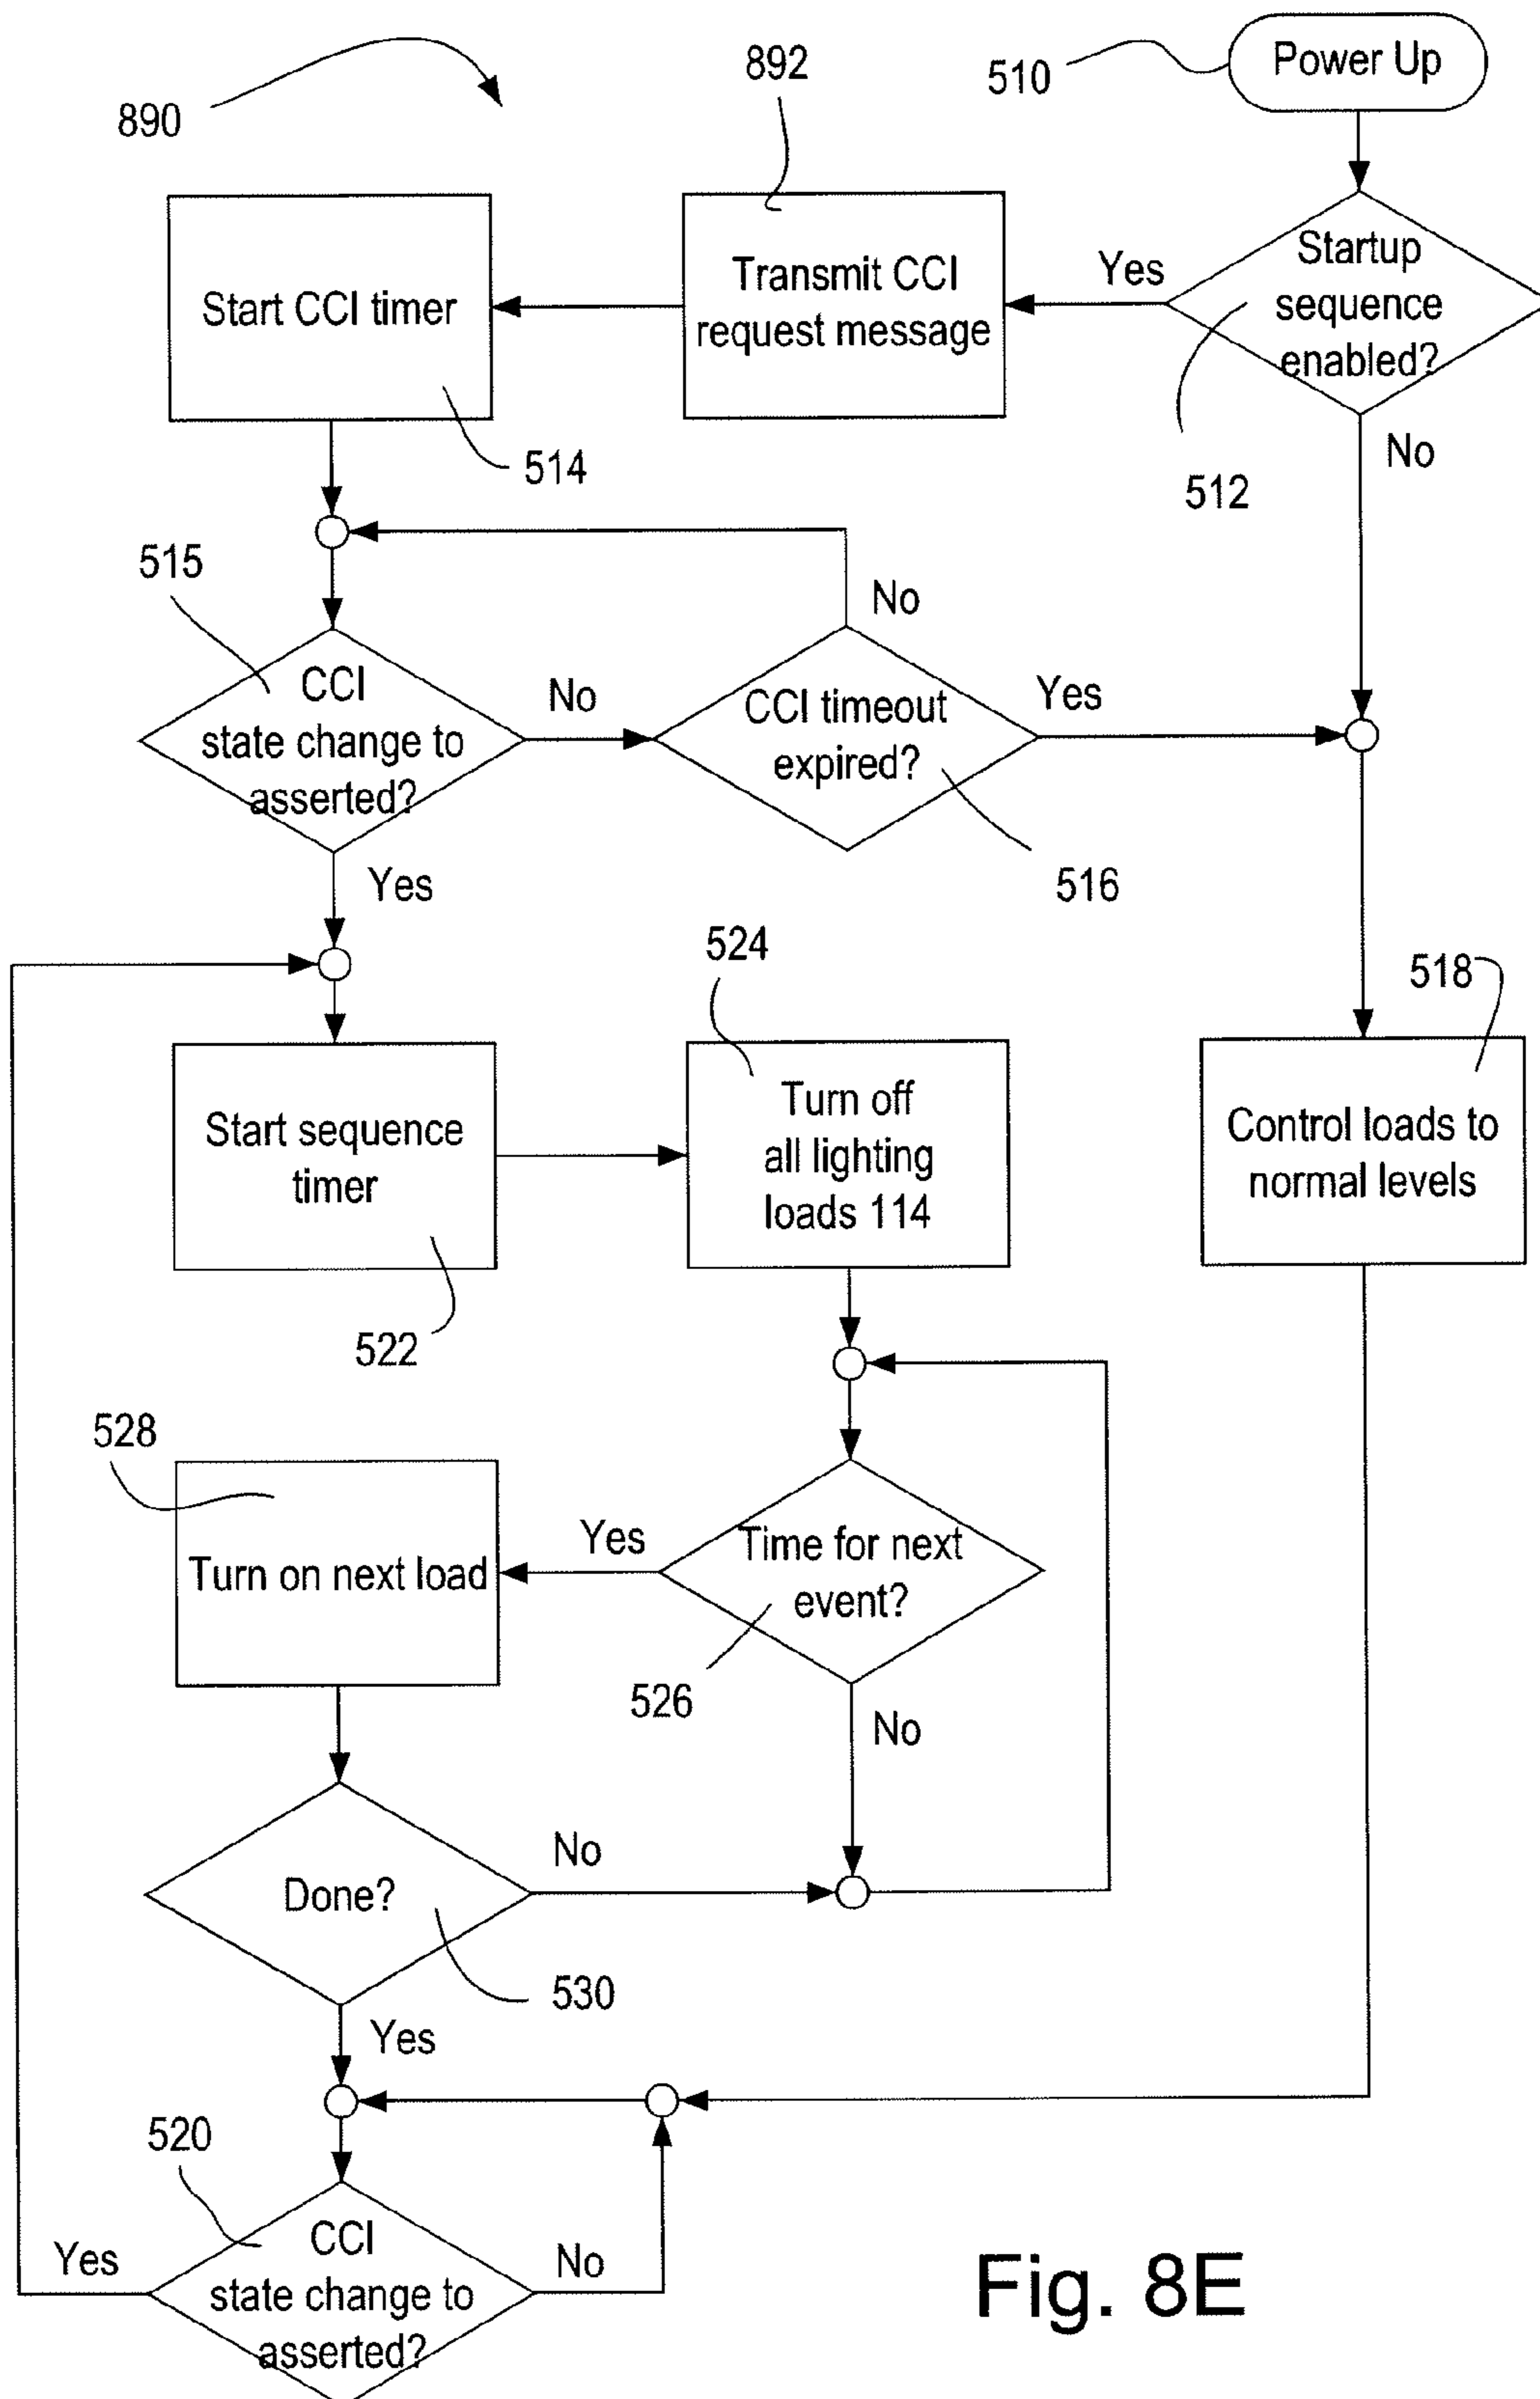 890
892
510
Power Up
Start CCI timer
514
Transmit CCI
request message
Yes
Startup
sequence
enabled?
512
No
515
CCI
state change to
asserted?
No
Yes
No
CCI timeout
expired?
516
Yes
518
Control loads to
normal levels
Start sequence
timer
522
524
Turn off
all lighting
loads 114
528
Turn on next load
Yes
Time for next
event?
526
No
Done?
530
No
Yes
520
Yes
CCI
state change to
asserted?
No
Fig. 8E